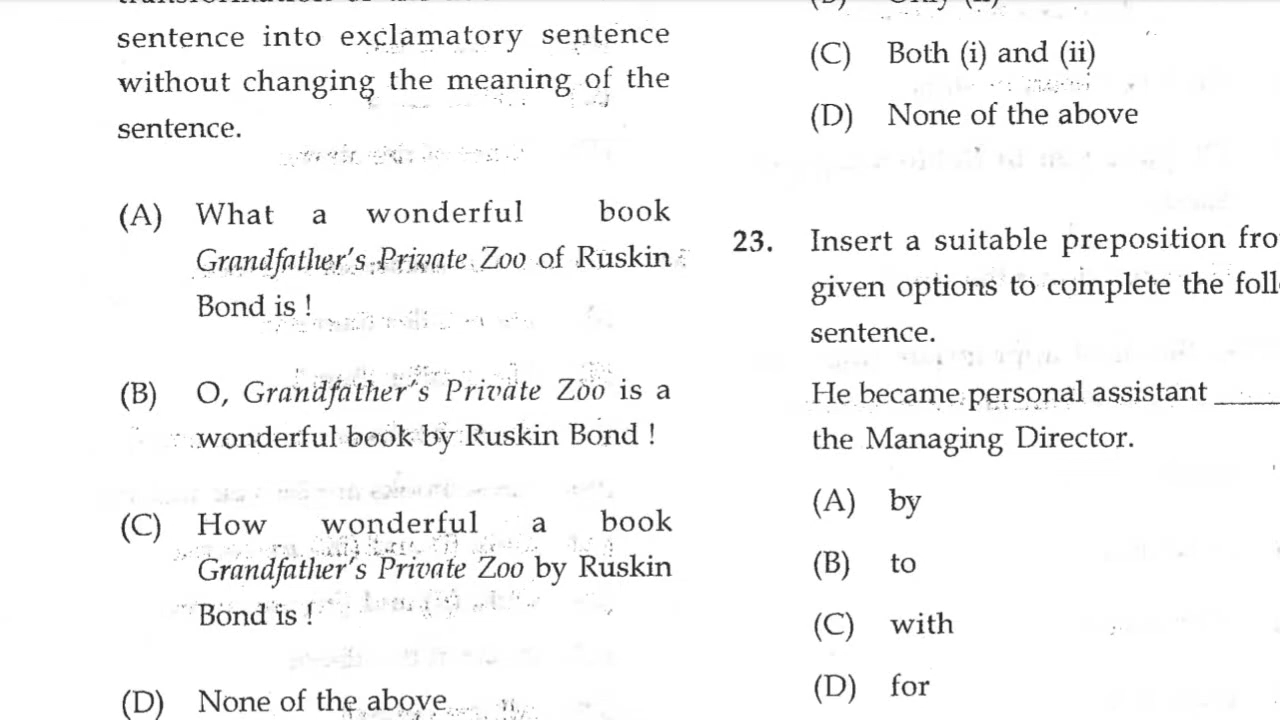 sentence into exclamatory sentence
without changing the meaning of the
sentence.
(A) What a wonderful book
Grandfather's Private Zoo of Ruskin
Bond is !
(B) O, Grandfather's Private Zoo is a
wonderful book by Ruskin Bond !
(C) How wonderful a book
Grandfather's Private Zoo by Ruskin
Bond is !
(D) None of the above
(C) Both (i) and (ii)
(D) None of the above
23. Insert a suitable preposition fro
given options to complete the foll
sentence.
He became personal assistant ____
the Managing Director.
(A) by
(B) to
(C) with
(D) for